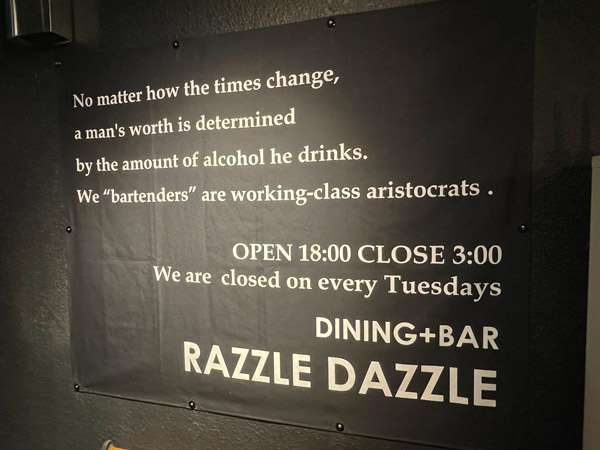 No matter how the times change,
a man's worth is determined
by the amount of alcohol he drinks.
We “bartenders” are working-class aristocrats .
OPEN 18:00 CLOSE 3:00
We are closed on every Tuesdays
DINING+BAR
RAZZLE DAZZLE